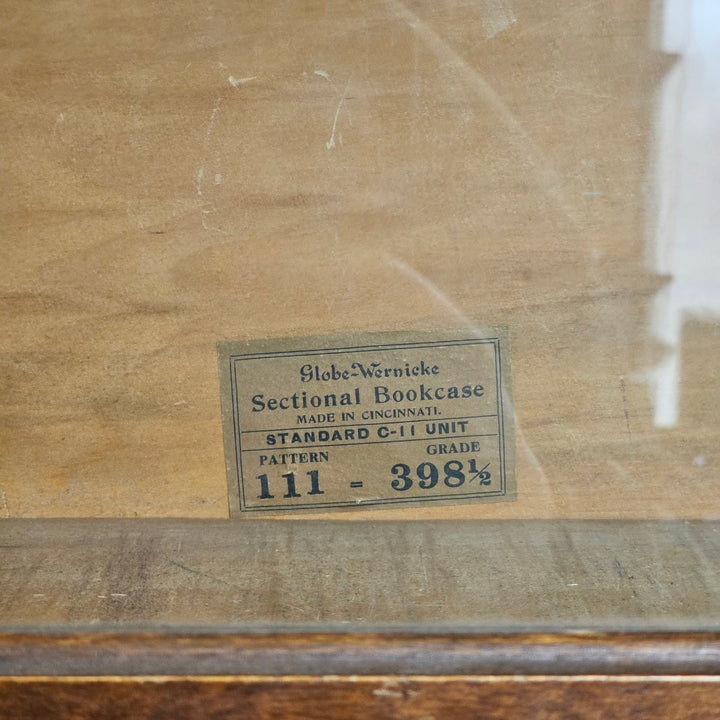 Globe-Wernicke
Sectional Bookcase
MADE IN CINCINNATI.
STANDARD C-11 UNIT
PATTERN GRADE
111 = 398½